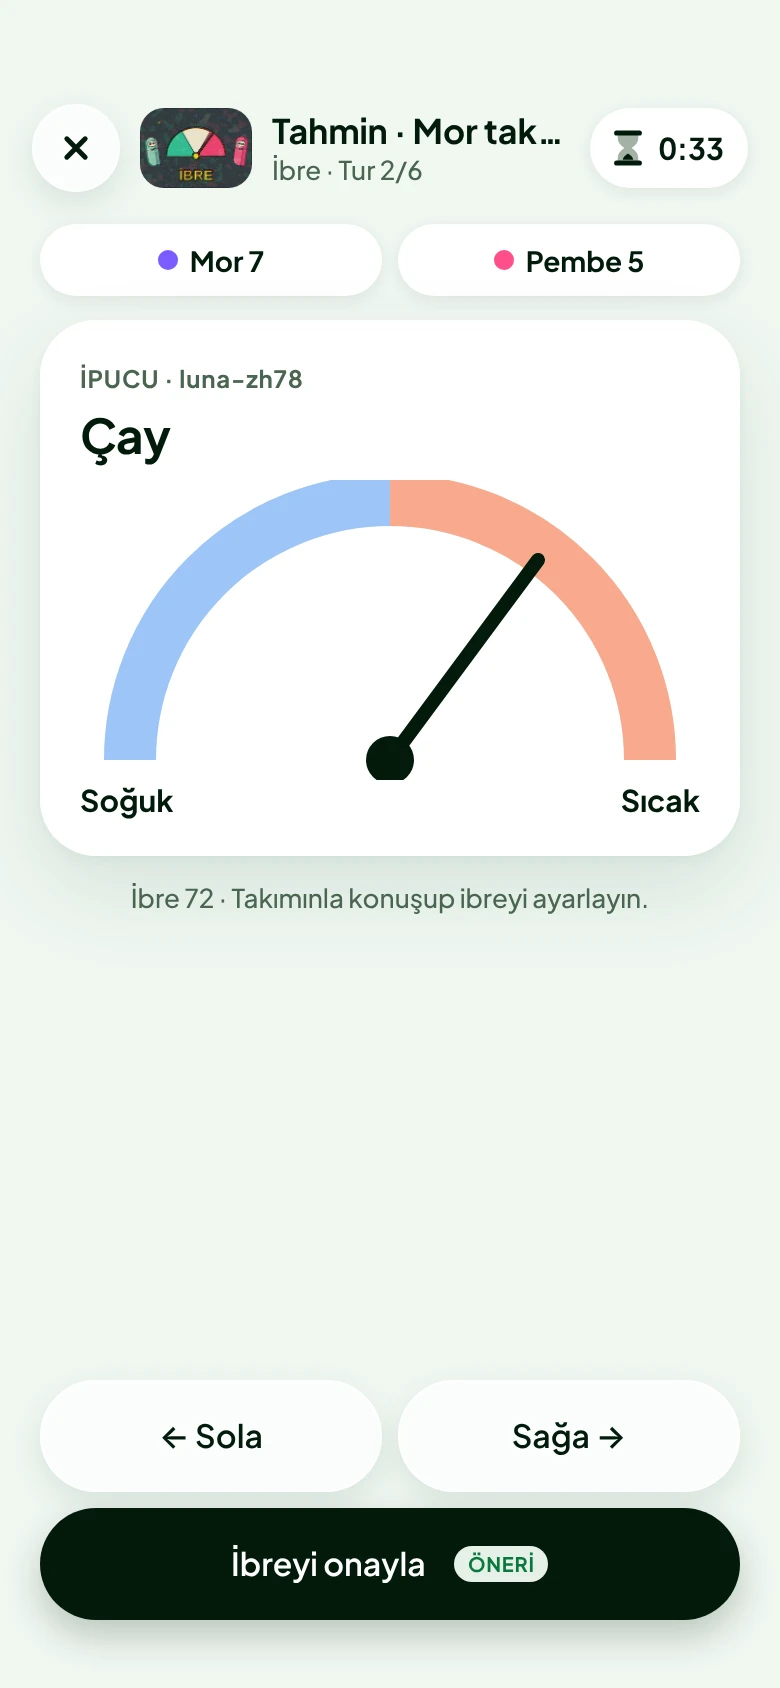 Tahmin · Mor tak...
İbre · Tur 2/6
0:33
İBRE
Mor 7
Pembe 5
İPUCU · luna-zh78
Çay
Soğuk
Sıcak
İbre 72 · Takımınla konuşup ibreyi ayarlayın.
← Sola
Sağa →
İbreyi onayla ÖNERİ